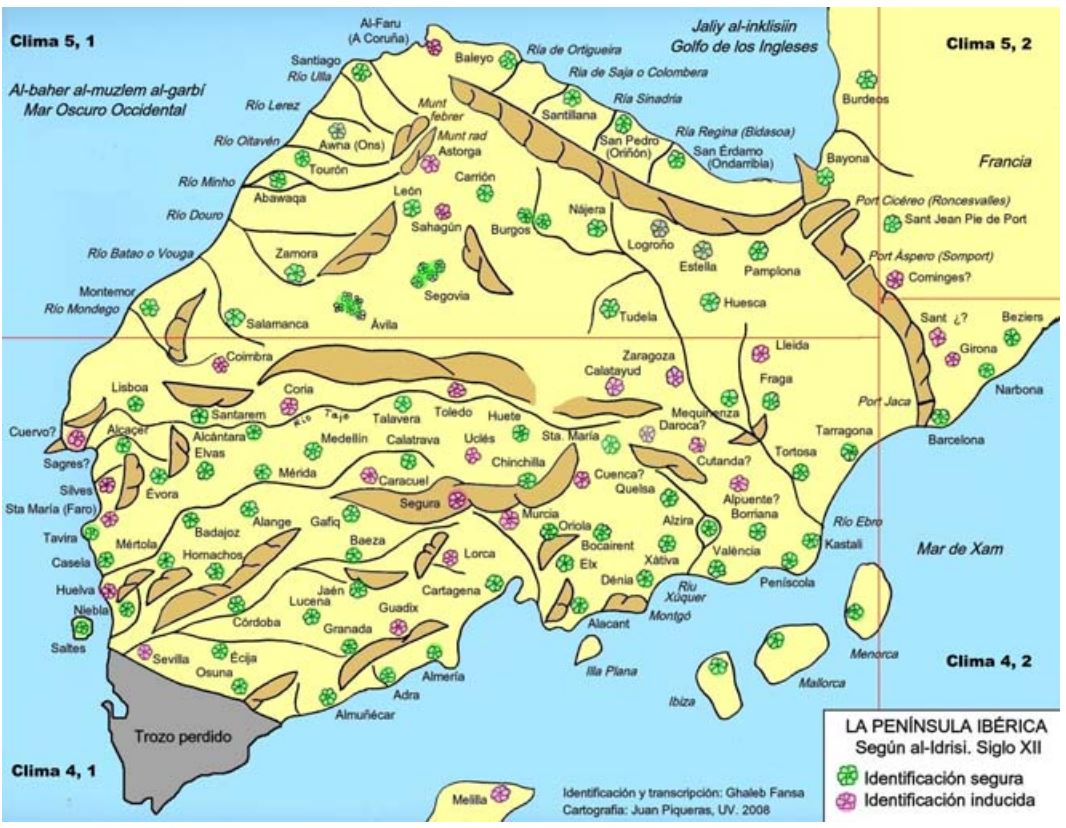 Clima 5, 1
Al-Faru
(A Coruña)
Jaliy al-inklisiin
Golfo de los Ingleses
Clima 5, 2
Al-baher al-muzlem al-garbí
Mar Oscuro Occidental
Santiago
Río Ulla
Baleyo
Ría de Ortigueira
Ria de Saja o Colombera
Burdeos
Río Lerez
Munt
febrer
Santillana
Ría Sinadria
Río Oitavén
Awna (Ons)
Munt rad
Astorga
San Pedro
(Oriñón)
Ría Regina (Bidasoa)
San Érdamo
(Ondarribia)
Bayona
Francia
Río Minho
Tourón
Abawaqa
León
Carrión
Port Cicéreo (Roncesvalles)
Río Douro
Sahagún
Burgos
Nájera
Logroño
Sant Jean Pie de Port
Río Batao o Vouga
Zamora
Segovia
Estella
Pamplona
Port Áspero (Somport)
Cominges?
Montemor
Río Mondego
Salamanca
Ávila
Tudela
Huesca
Sant ¿?
Beziers
Coimbra
Zaragoza
Lleida
Girona
Lisboa
Coria
Calatayud
Fraga
Narbona
Santarem
Río Tajo
Talavera
Toledo
Huete
Mequinenza
Port Jaca
Cuervo?
Alcaçer
Alcántara
Medellín
Calatrava
Uclés
Sta. María
Daroca?
Tarragona
Barcelona
Sagres?
Elvas
Chinchilla
Cutanda?
Tortosa
Silves
Évora
Mérida
Caracuel
Cuenca?
Quelsa
Alpuente?
Sta María (Faro)
Segura
Murcia
Borriana
Río Ebro
Tavira
Badajoz
Alange
Gafiq
Oriola
Alzira
Kastali
Mar de Xam
Casela
Mértola
Hornachos
Baeza
Lorca
Bocairent
Xàtiva
València
Huelva
Jaén
Cartagena
Elx
Dénia
Riu
Xúquer
Peníscola
Niebla
Lucena
Guadix
Montgó
Saltes
Córdoba
Granada
Alacant
Menorca
Sevilla
Écija
Almería
Illa Plana
Mallorca
Clima 4, 2
Osuna
Adra
Ibiza
Almuñécar
Trozo perdido
LA PENÍNSULA IBÉRICA
Según al-Idrisi. Siglo XII
Clima 4, 1
Identificación segura
Identificación inducida
Melilla
Identificación y transcripción: Ghaleb Fansa
Cartografia: Juan Piqueras, UV. 2008